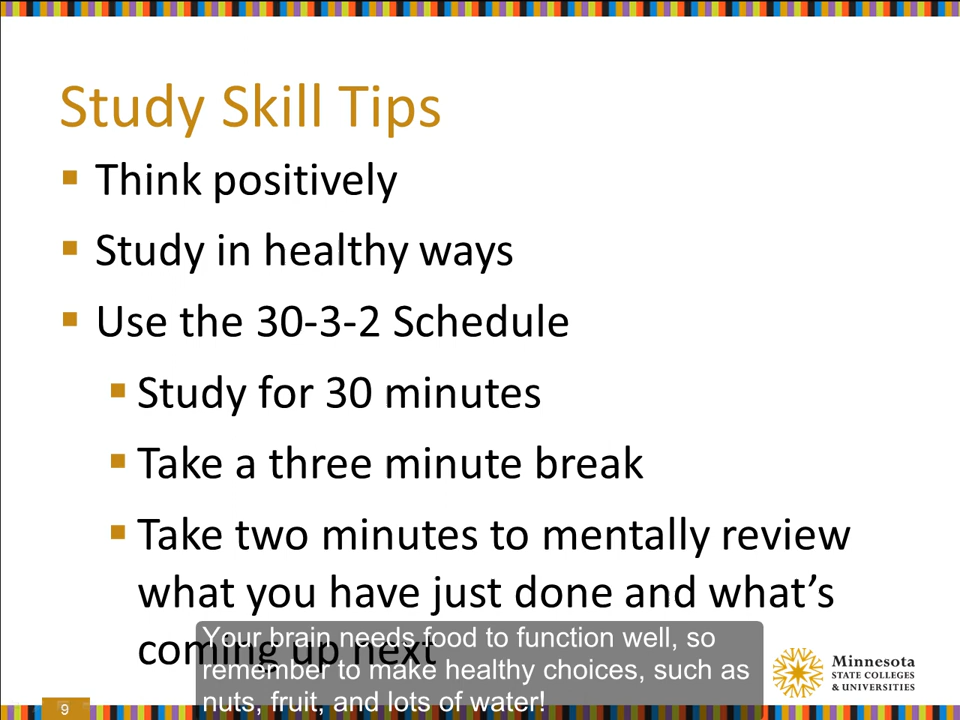 Study Skill Tips
Think positively
Study in healthy ways
Use the 30-3-2 Schedule
Study for 30 minutes
Take a three minute break
Take two minutes to mentally review
what you have just done and what's
coming up next
Your brain needs food to function well, so
remember to make healthy choices, such as
nuts, fruit, and lots of water!
Minnesota
STATE COLLEGES
& UNIVERSITIES
9